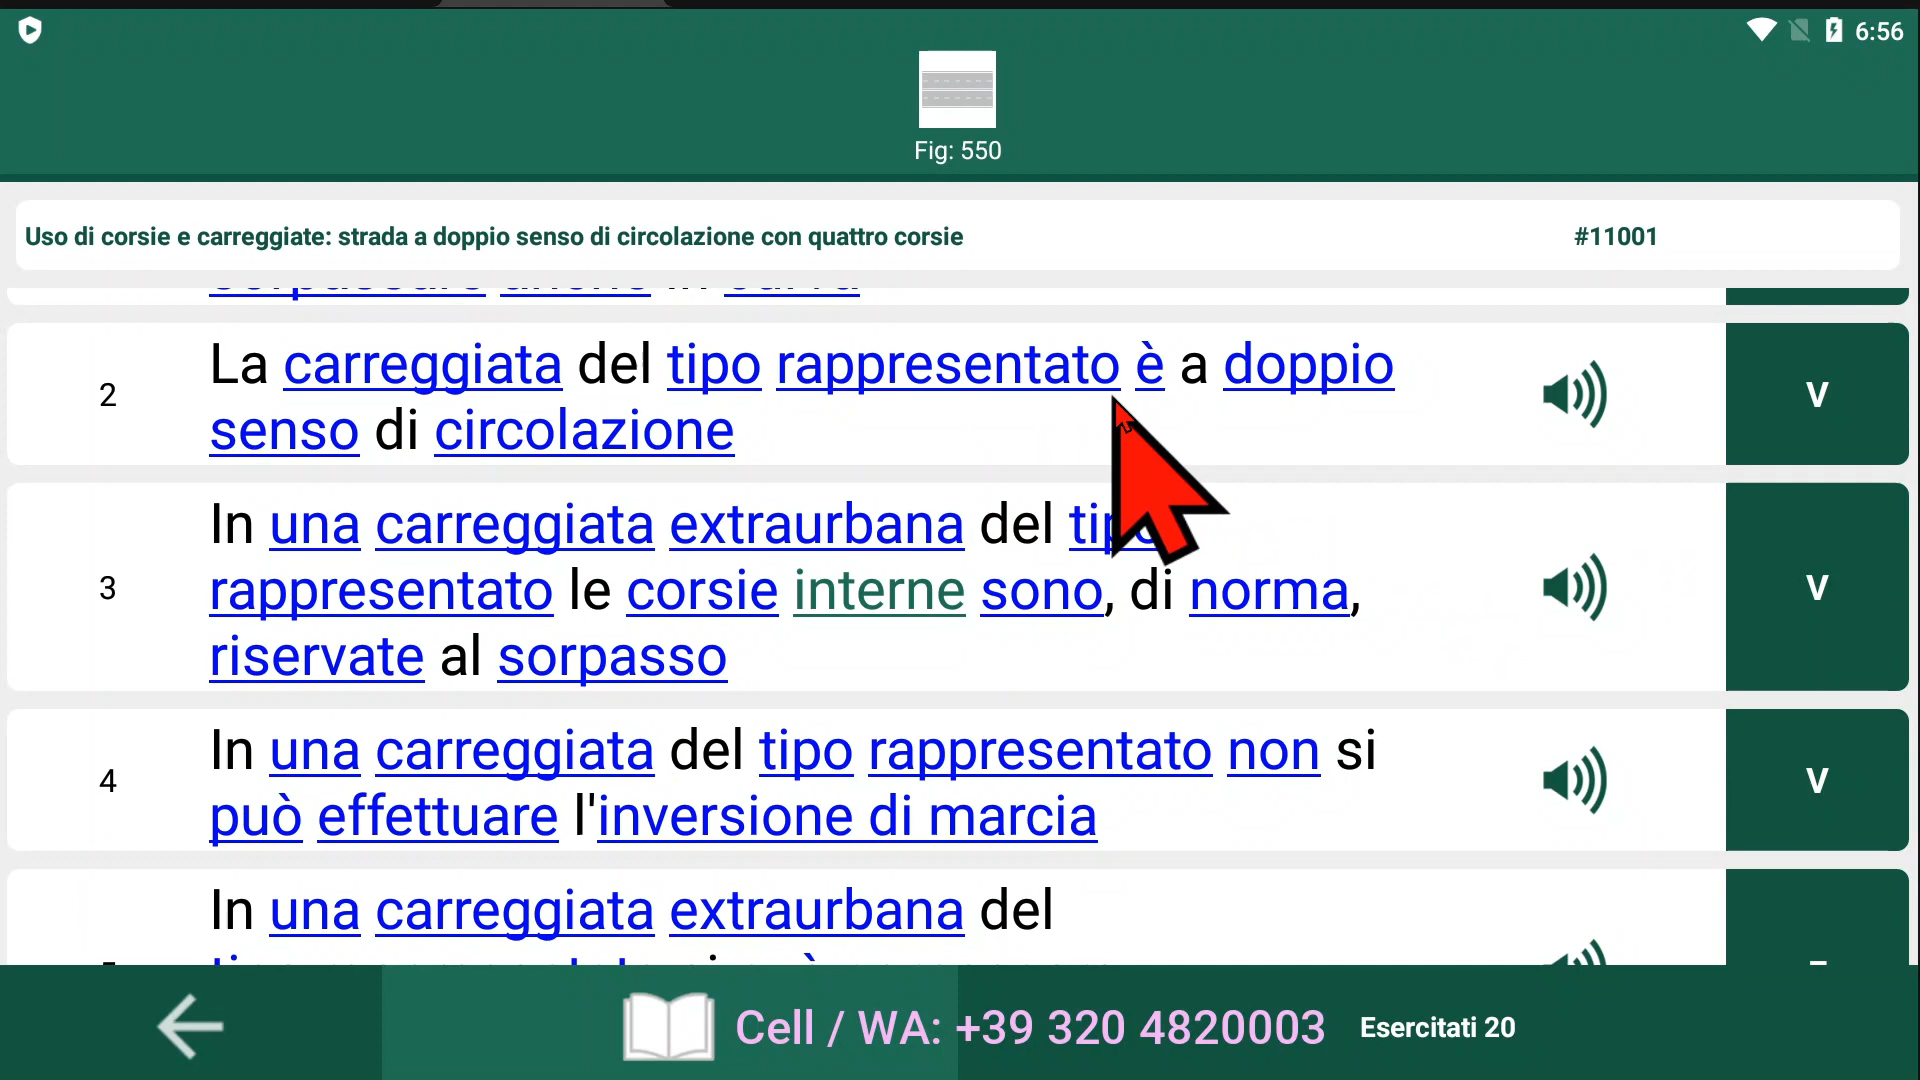 6:56
Fig: 550
Uso di corsie e carreggiate: strada a doppio senso di circolazione con quattro corsie
#11001
2
La carreggiata del tipo rappresentato è a doppio
senso di circolazione
V
3
In una carreggiata extraurbana del tipo
rappresentato le corsie interne sono, di norma,
riservate al sorpasso
V
4
In una carreggiata del tipo rappresentato non si
può effettuare l'inversione di marcia
V
In una carreggiata extraurbana del
Cell / WA: +39 320 4820003
Esercitati 20